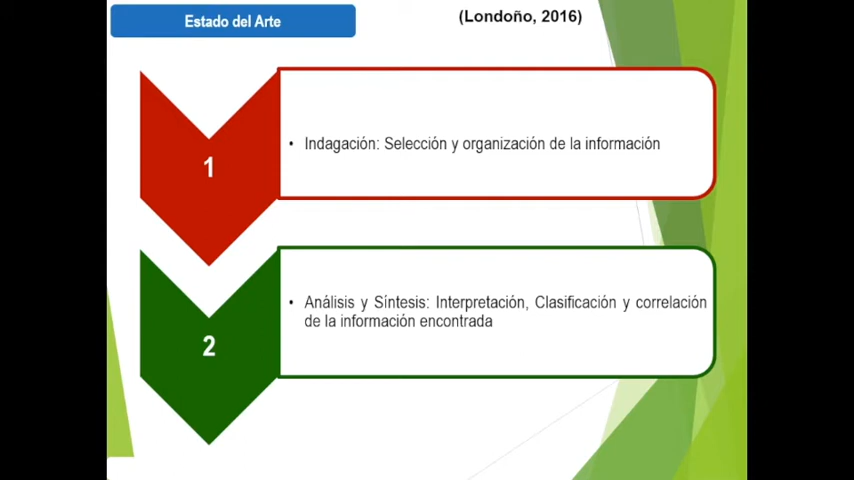 Estado del Arte
(Londoño, 2016)
1
• Indagación: Selección y organización de la información
2
• Análisis y Síntesis: Interpretación, Clasificación y correlación
de la información encontrada